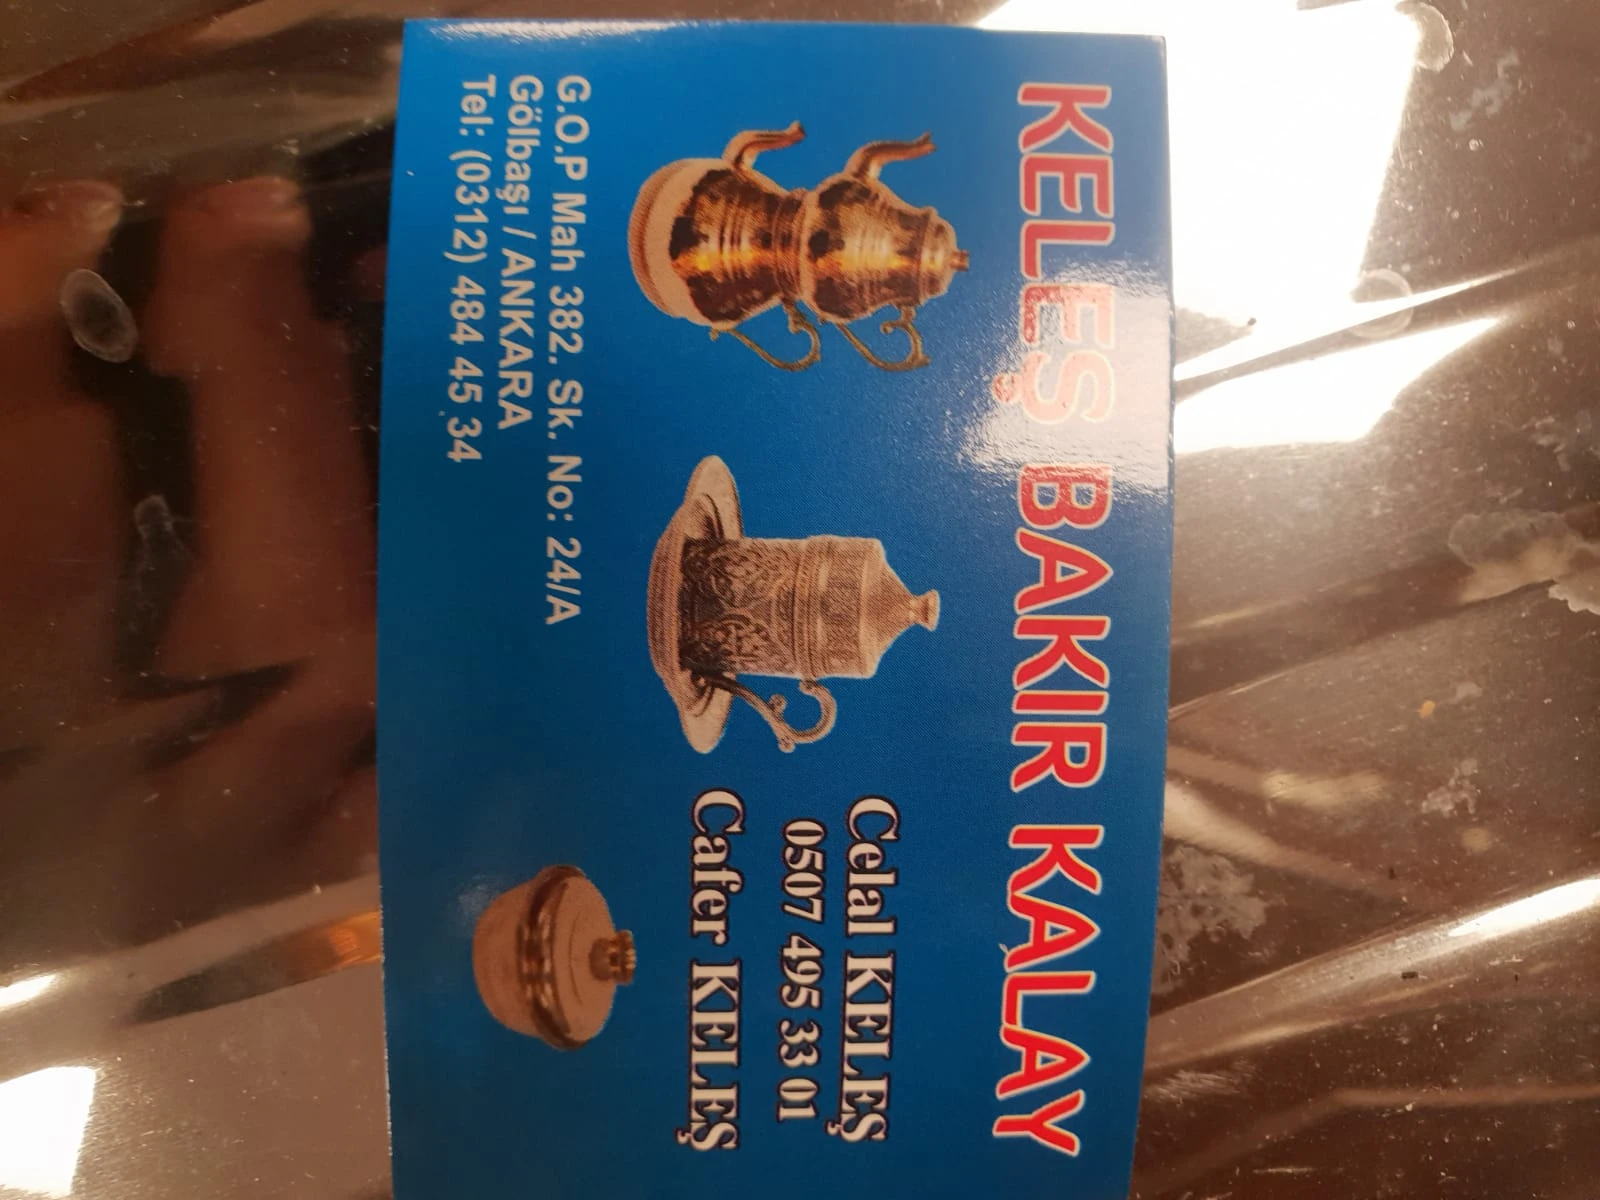 KELEŞ BAKIR KALAY
Celal KELEŞ
0507 495 33 01
Cafer KELEŞ
G.O.P Mah 382. Sk. No: 24/A
Gölbaşı / ANKARA
Tel: (0312) 484 45 34